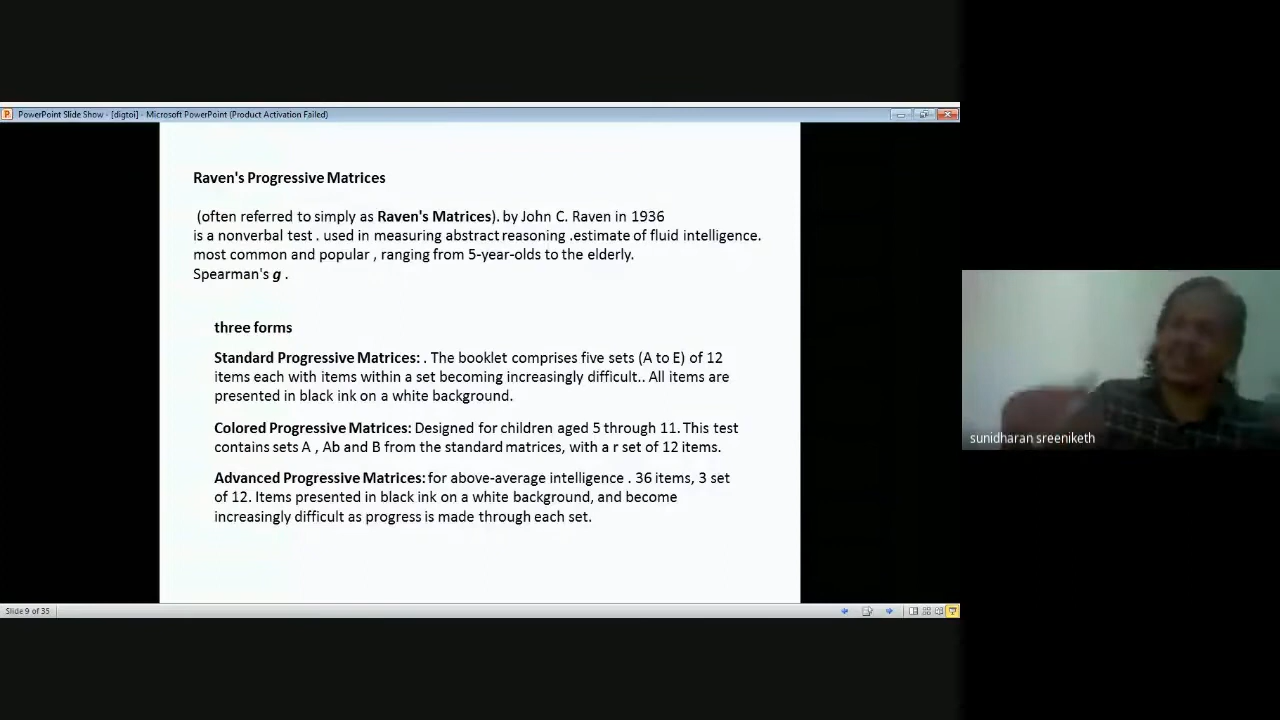 PowerPoint Slide Show - [digtoi] - Microsoft PowerPoint (Product Activation Failed)
Raven's Progressive Matrices
(often referred to simply as Raven's Matrices). by John C. Raven in 1936
is a nonverbal test . used in measuring abstract reasoning .estimate of fluid intelligence.
most common and popular , ranging from 5-year-olds to the elderly.
Spearman's g .
three forms
Standard Progressive Matrices: . The booklet comprises five sets (A to E) of 12
items each with items within a set becoming increasingly difficult.. All items are
presented in black ink on a white background.
Colored Progressive Matrices: Designed for children aged 5 through 11. This test
contains sets A , Ab and B from the standard matrices, with a r set of 12 items.
Advanced Progressive Matrices: for above-average intelligence . 36 items, 3 set
of 12. Items presented in black ink on a white background, and become
increasingly difficult as progress is made through each set.
sunidharan sreeniketh
Slide 9 of 35